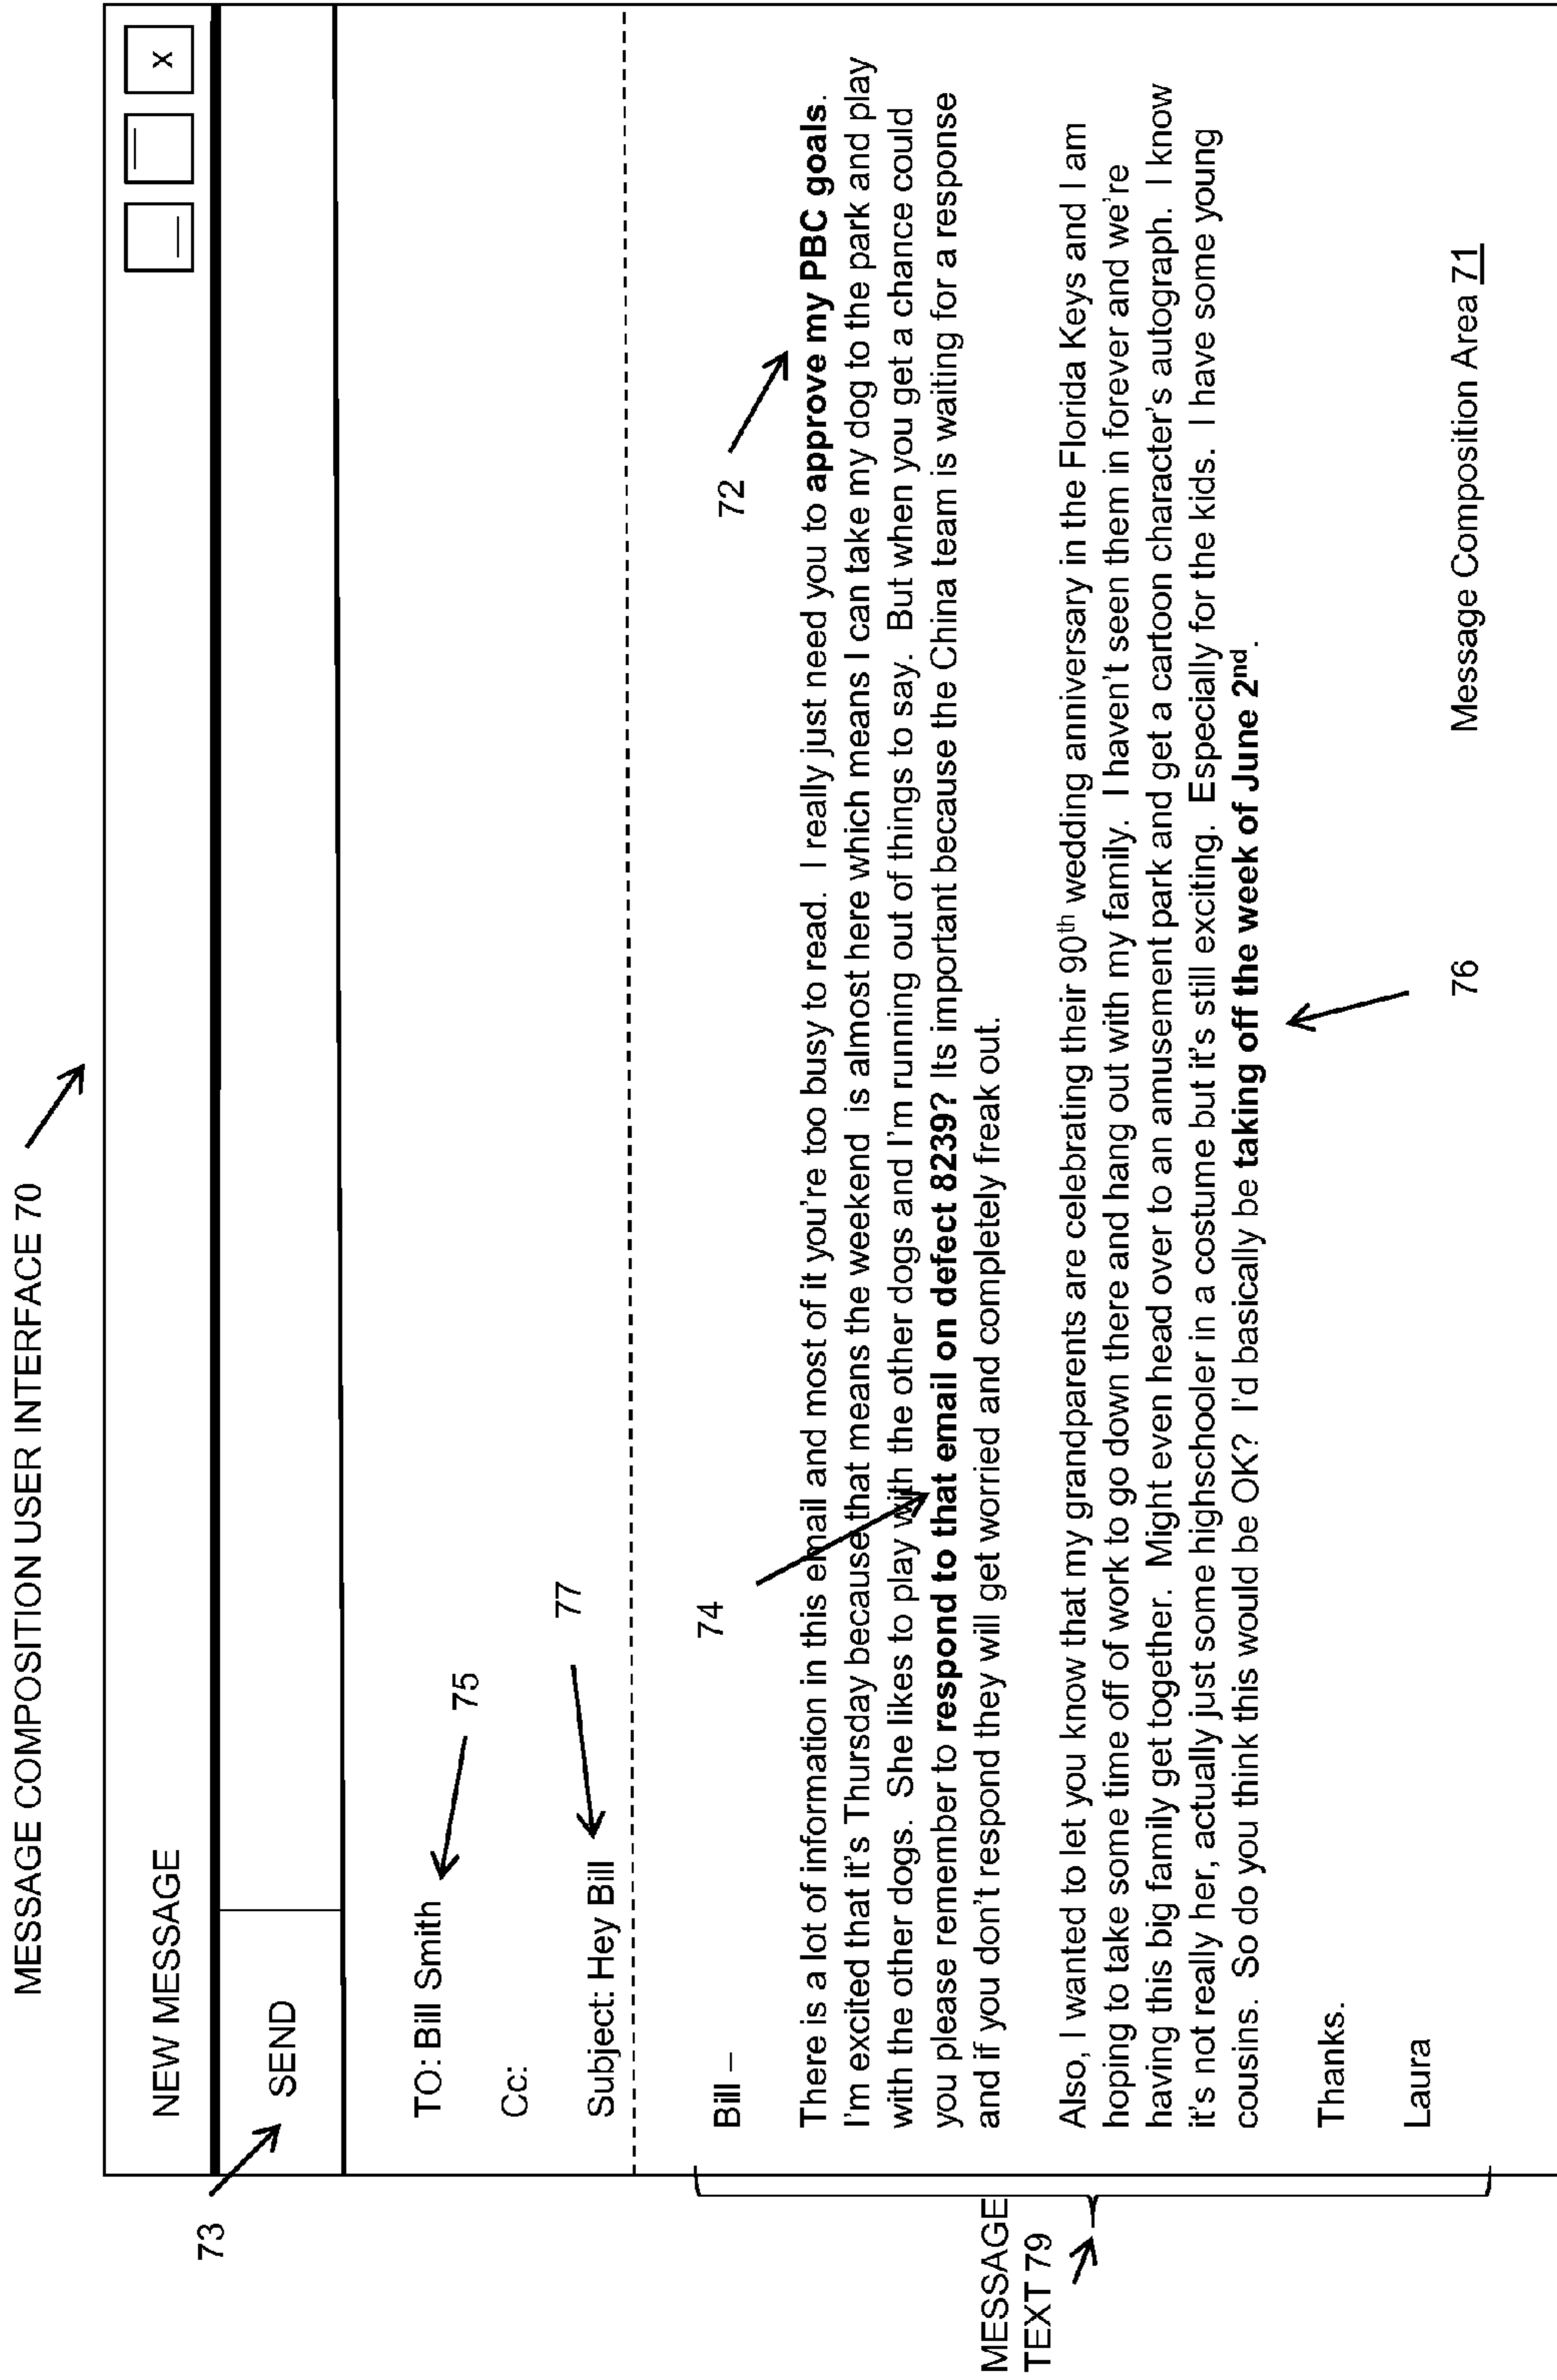 MESSAGE COMPOSITION USER INTERFACE 70
NEW MESSAGE
x
73
SEND
TO: Bill Smith
75
Cc:
77
Subject: Hey Bill
74
72
Bill –
There is a lot of information in this email and most of it you're too busy to read.  I really just need you to approve my PBC goals.
I'm excited that it's Thursday because that means the weekend  is almost here which means I can take my dog to the park and play
with the other dogs.  She likes to play with the other dogs and I'm running out of things to say.  But when you get a chance could
you please remember to respond to that email on defect 8239? Its important because the China team is waiting for a response
and if you don't respond they will get worried and completely freak out.
Also, I wanted to let you know that my grandparents are celebrating their 90th wedding anniversary in the Florida Keys and I am
hoping to take some time off of work to go down there and hang out with my family.  I haven't seen them in forever and we're
having this big family get together.  Might even head over to an amusement park and get a cartoon character's autograph.  I know
it's not really her, actually just some highschooler in a costume but it's still exciting.  Especially for the kids.  I have some young
cousins.  So do you think this would be OK?  I'd basically be taking off the week of June 2nd.
Thanks.
Laura
76
Message Composition Area 71
MESSAGE
TEXT 79